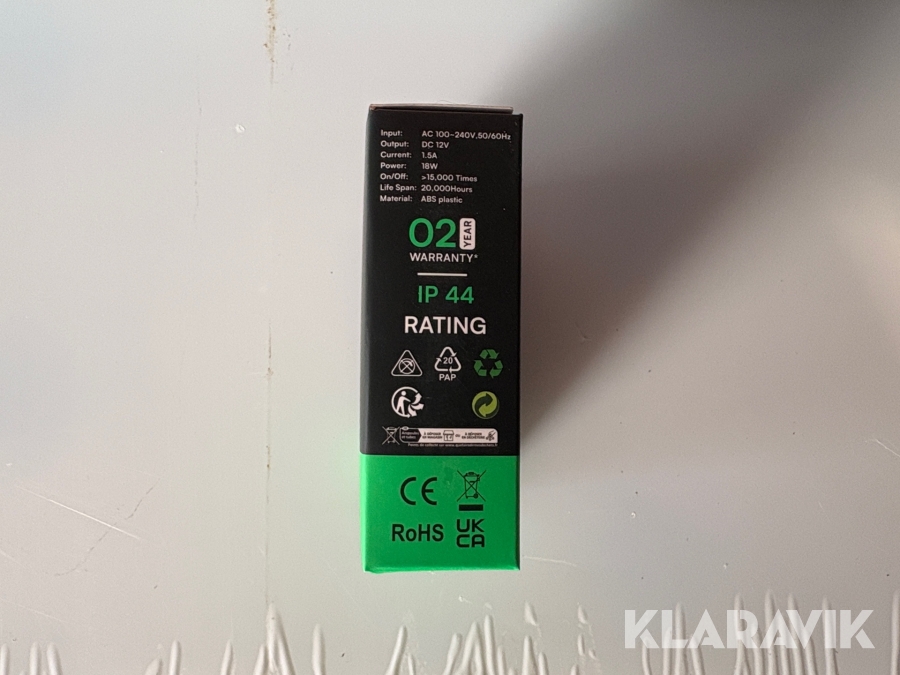 Input: AC 100-240V.50/60Hz
Output: DC 12V
Current: 1.5A
Power: 18W
On/Off: >15,000 Times
Life Span: 20,000Hours
Material: ABS plastic
02 YEAR
WARRANTY*
IP 44
RATING
20
PAP
CE
RoHS
UK
CA
KLARAVIK